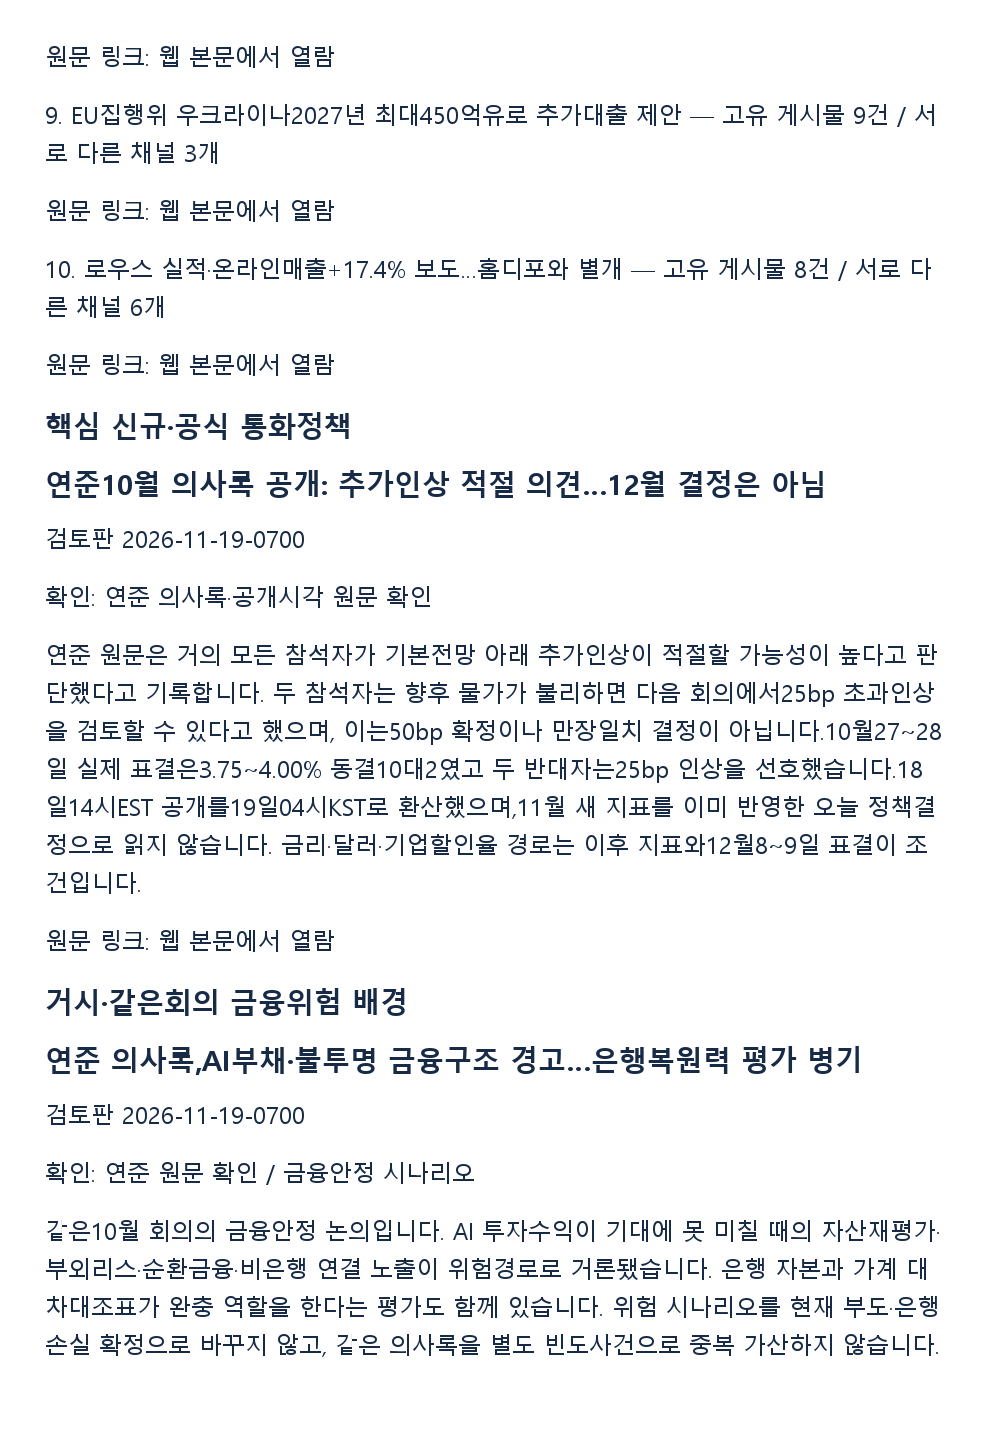 원문 링크: 웹 본문에서 열람
9. EU집행위 우크라이나2027년 최대450억유로 추가대출 제안 — 고유 게시물 9건 / 서
로 다른 채널 3개
원문 링크: 웹 본문에서 열람
10. 로우스 실적·온라인매출+17.4% 보도...홈디포와 별개 — 고유 게시물 8건 / 서로 다
른 채널 6개
원문 링크: 웹 본문에서 열람
핵심 신규·공식 통화정책
연준10월 의사록 공개: 추가인상 적절 의견...12월 결정은 아님
검토판 2026-11-19-0700
확인: 연준 의사록·공개시각 원문 확인
연준 원문은 거의 모든 참석자가 기본전망 아래 추가인상이 적절할 가능성이 높다고 판
단했다고 기록합니다. 두 참석자는 향후 물가가 불리하면 다음 회의에서25bp 초과인상
을 검토할 수 있다고 했으며, 이는50bp 확정이나 만장일치 결정이 아닙니다.10월27~28
일 실제 표결은3.75~4.00% 동결10대2였고 두 반대자는25bp 인상을 선호했습니다.18
일14시EST 공개를19일04시KST로 환산했으며,11월 새 지표를 이미 반영한 오늘 정책결
정으로 읽지 않습니다. 금리·달러·기업할인율 경로는 이후 지표와12월8~9일 표결이 조
건입니다.
원문 링크: 웹 본문에서 열람
거시·같은회의 금융위험 배경
연준 의사록,AI부채·불투명 금융구조 경고...은행복원력 평가 병기
검토판 2026-11-19-0700
확인: 연준 원문 확인 / 금융안정 시나리오
같은10월 회의의 금융안정 논의입니다. AI 투자수익이 기대에 못 미칠 때의 자산재평가·
부외리스·순환금융·비은행 연결 노출이 위험경로로 거론됐습니다. 은행 자본과 가계 대
차대조표가 완충 역할을 한다는 평가도 함께 있습니다. 위험 시나리오를 현재 부도·은행
손실 확정으로 바꾸지 않고, 같은 의사록을 별도 빈도사건으로 중복 가산하지 않습니다.